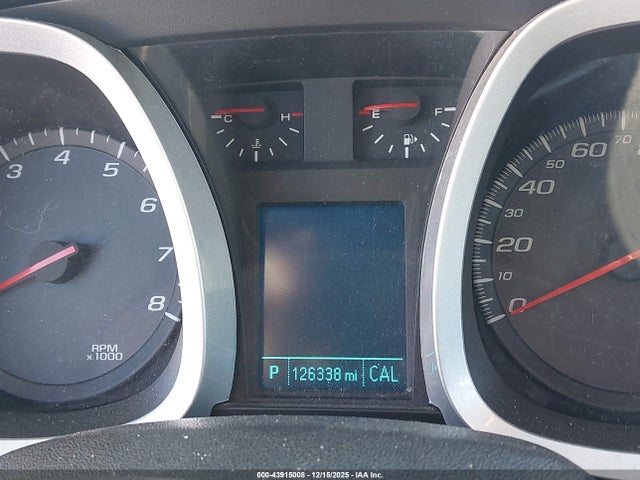 C H
E F
3 4 5 6 7 8
RPM
x1000
0 10 20 30 40 50 60 70
P 126338 mi CAL
000-43915008 - 12/15/2025 - IAA Inc.